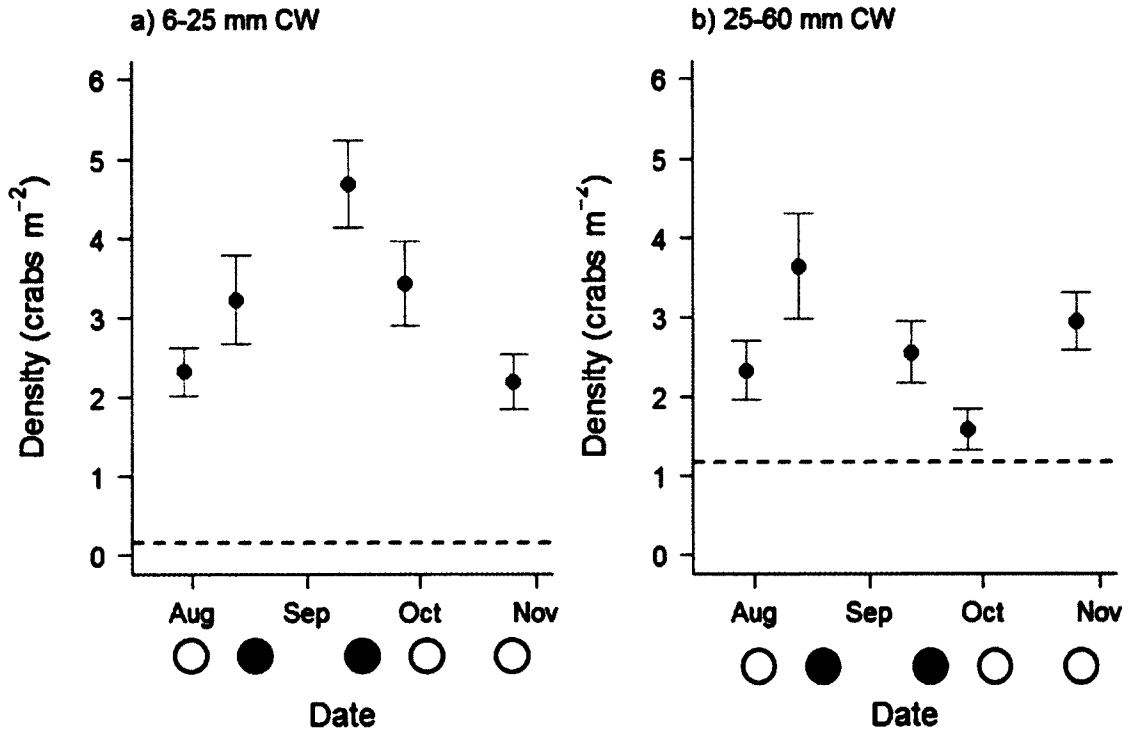 a) 6-25 mm CW
6
5
4
3
2
1
0
Density (crabs m⁻²)
Aug Sep Oct Nov
Date
b) 25-60 mm CW
6
5
4
3
2
1
0
Density (crabs m⁻²)
Aug Sep Oct Nov
Date